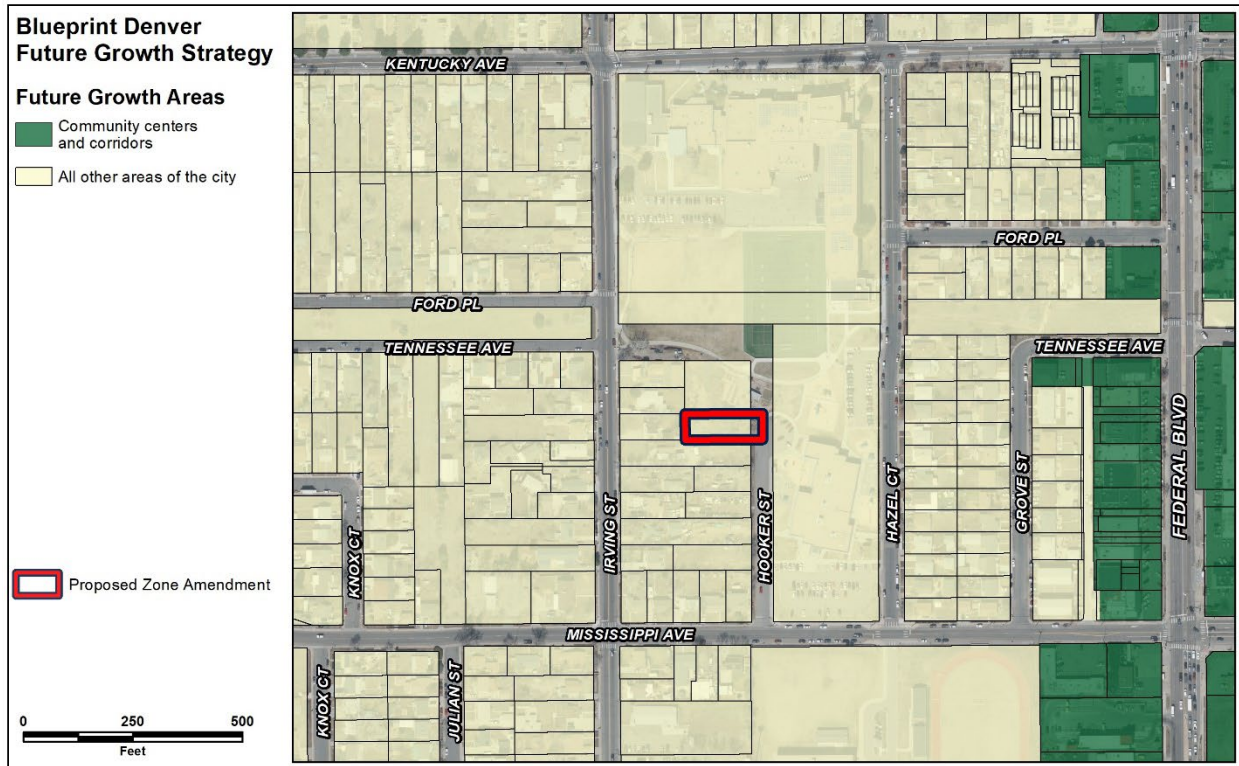 Blueprint Denver
Future Growth Strategy
Future Growth Areas
Community centers
and corridors
All other areas of the city
Proposed Zone Amendment
0 250 500
Feet
KENTUCKY AVE
FORD PL
FORD PL
TENNESSEE AVE
TENNESSEE AVE
IRVING ST
HOOKER ST
HAZEL CT
GROVE ST
FEDERAL BLVD
KNOX CT
MISSISSIPPI AVE
KNOX CT
JULIAN ST